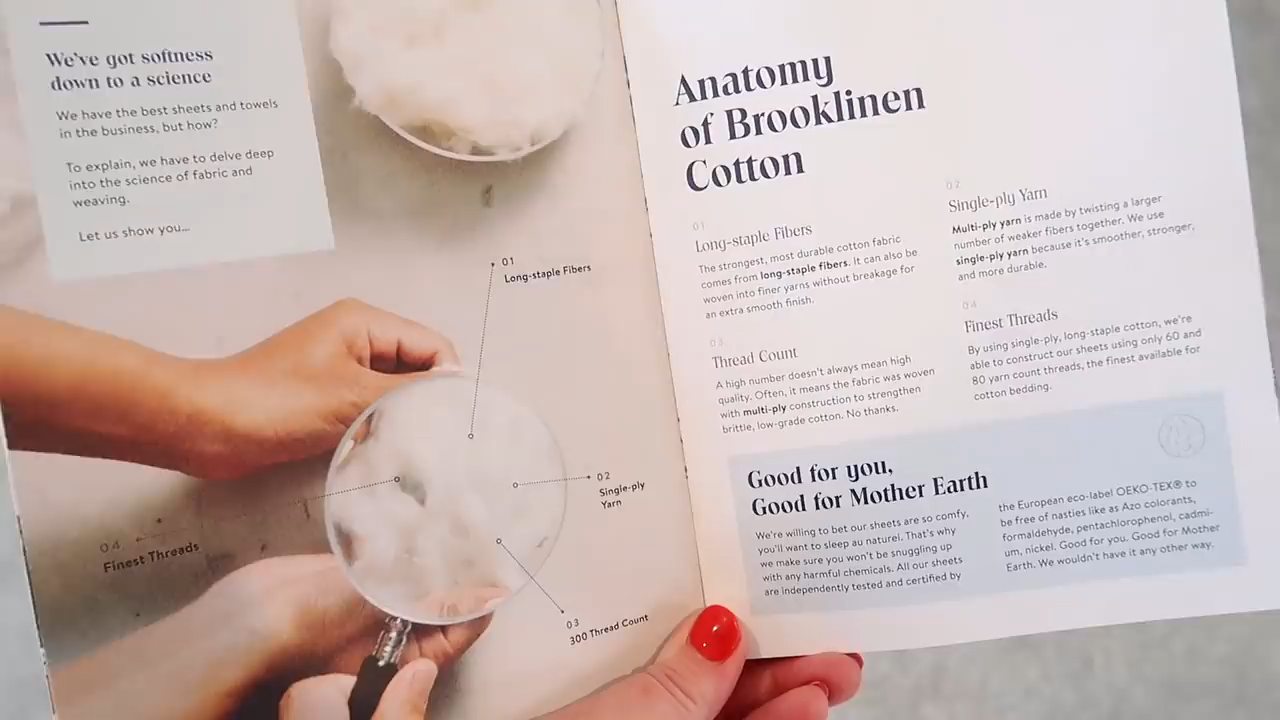 We've got softness
down to a science
We have the best sheets and towels
in the business, but how?
To explain, we have to delve deep
into the science of fabric and
weaving.
Let us show you...
01
Long-staple Fibers
02
Single-ply
Yarn
03
300 Thread Count
04
Finest Threads
Anatomy
of Brooklinen
Cotton
01
Long-staple Fibers
The strongest, most durable cotton fabric
comes from long-staple fibers. It can also be
woven into finer yarns without breakage for
an extra smooth finish.
02
Single-ply Yarn
Multi-ply yarn is made by twisting a larger
number of weaker fibers together. We use
single-ply yarn because it's smoother, stronger,
and more durable.
03
Thread Count
A high number doesn't always mean high
quality. Often, it means the fabric was woven
with multi-ply construction to strengthen
brittle, low-grade cotton. No thanks.
04
Finest Threads
By using single-ply, long-staple cotton, we're
able to construct our sheets using only 60 and
80 yarn count threads, the finest available for
cotton bedding.
Good for you,
Good for Mother Earth
We're willing to bet our sheets are so comfy,
you'll want to sleep au naturel. That's why
we make sure you won't be snuggling up
with any harmful chemicals. All our sheets
are independently tested and certified by
the European eco-label OEKO-TEX® to
be free of nasties like as Azo colorants,
formaldehyde, pentachlorophenol, cadmi-
um, nickel. Good for you. Good for Mother
Earth. We wouldn't have it any other way.